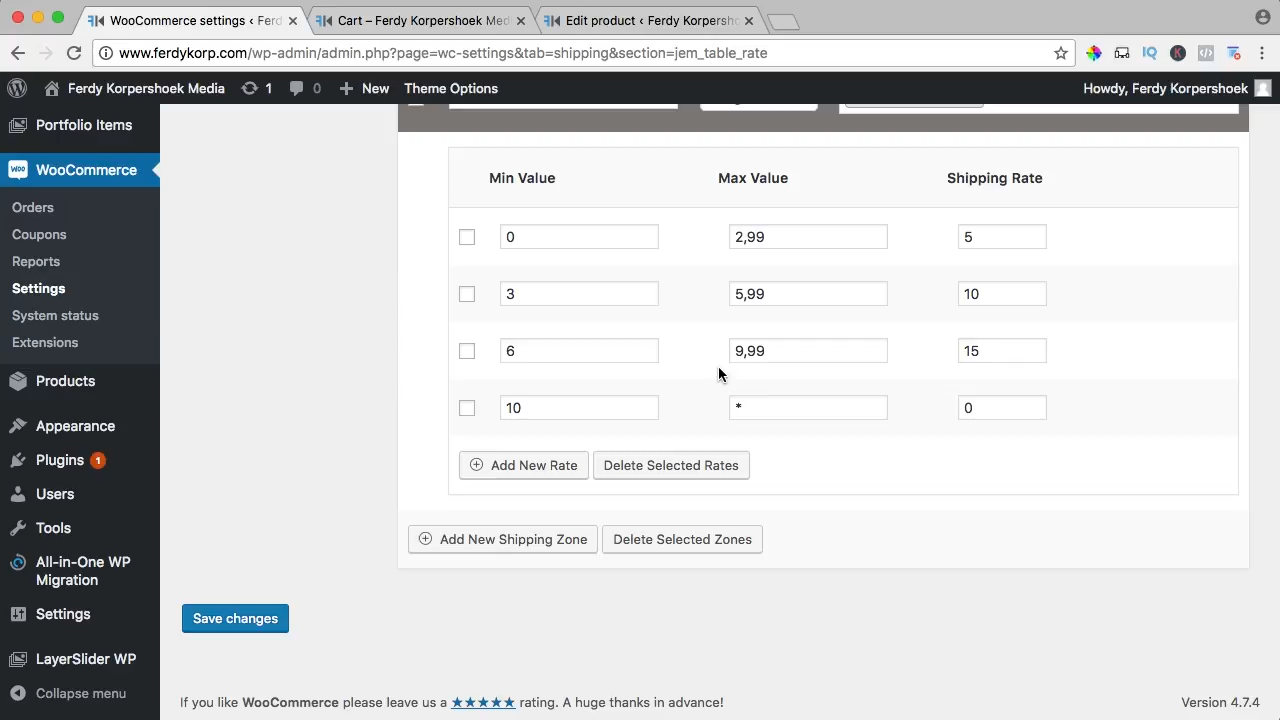 WooCommerce settings ‹ Ferd
Cart – Ferdy Korpershoek Med
Edit product ‹ Ferdy Korpersho
www.ferdykorp.com/wp-admin/admin.php?page=wc-settings&tab=shipping&section=jem_table_rate
Ferdy Korpershoek Media 1 0 New Theme Options Howdy, Ferdy Korpershoek
Portfolio Items
WooCommerce
Orders
Coupons
Reports
Settings
System status
Extensions
Products
Appearance
Plugins 1
Users
Tools
All-in-One WP
Migration
Settings
LayerSlider WP
Collapse menu
Min Value Max Value Shipping Rate
0 2,99 5
3 5,99 10
6 9,99 15
10 * 0
Add New Rate Delete Selected Rates
Add New Shipping Zone Delete Selected Zones
Save changes
If you like WooCommerce please leave us a ★★★★★ rating. A huge thanks in advance! Version 4.7.4